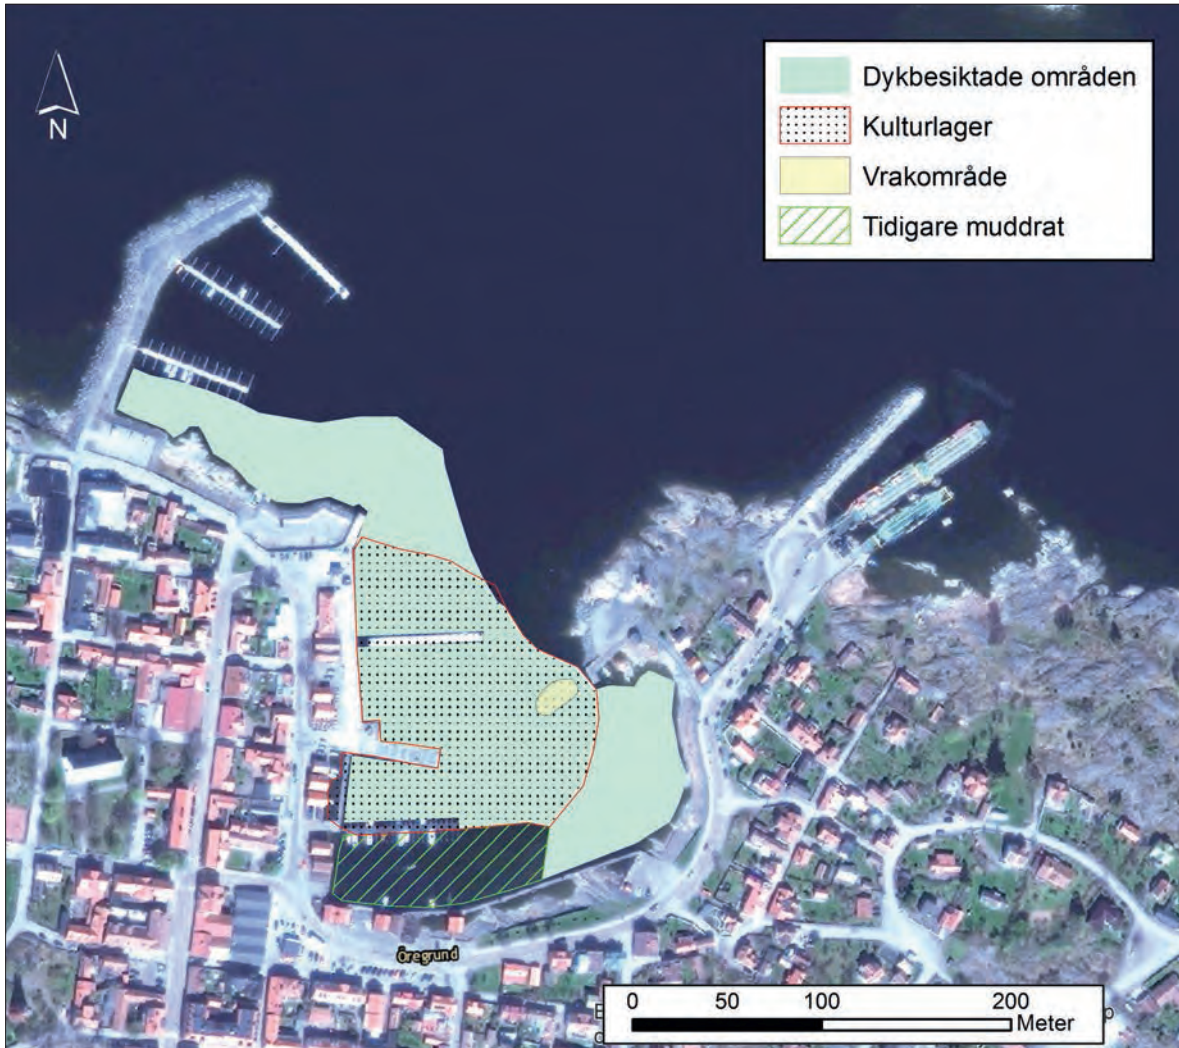 N
Dykbesiktade områden
Kulturlager
Vrakområde
Tidigare muddrat
Öregrund
0 50 100 200
Meter